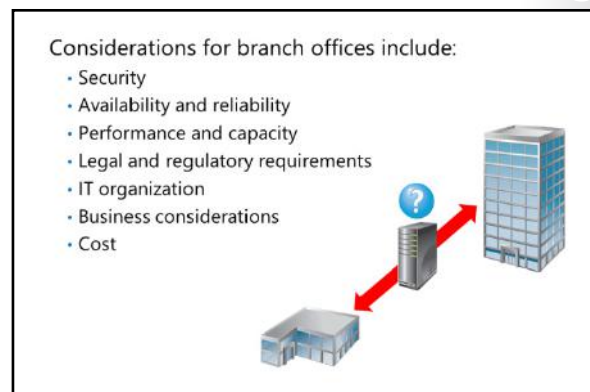 Considerations for branch offices include:
• Security
• Availability and reliability
• Performance and capacity
• Legal and regulatory requirements
• IT organization
• Business considerations
• Cost
?